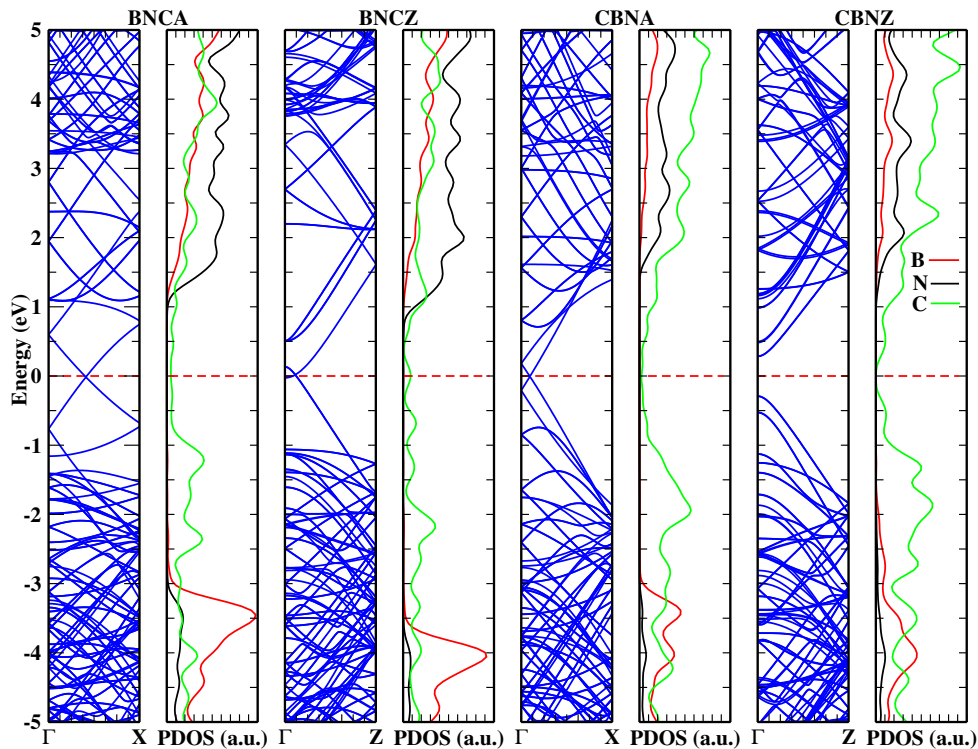 BNCA BNCZ CBNA CBNZ
5
4
3
2
1
0
-1
-2
-3
-4
-5
Energy (eV)
B
N
C
Γ X PDOS (a.u.) Γ Z PDOS (a.u.) Γ X PDOS (a.u.) Γ Z PDOS (a.u.)